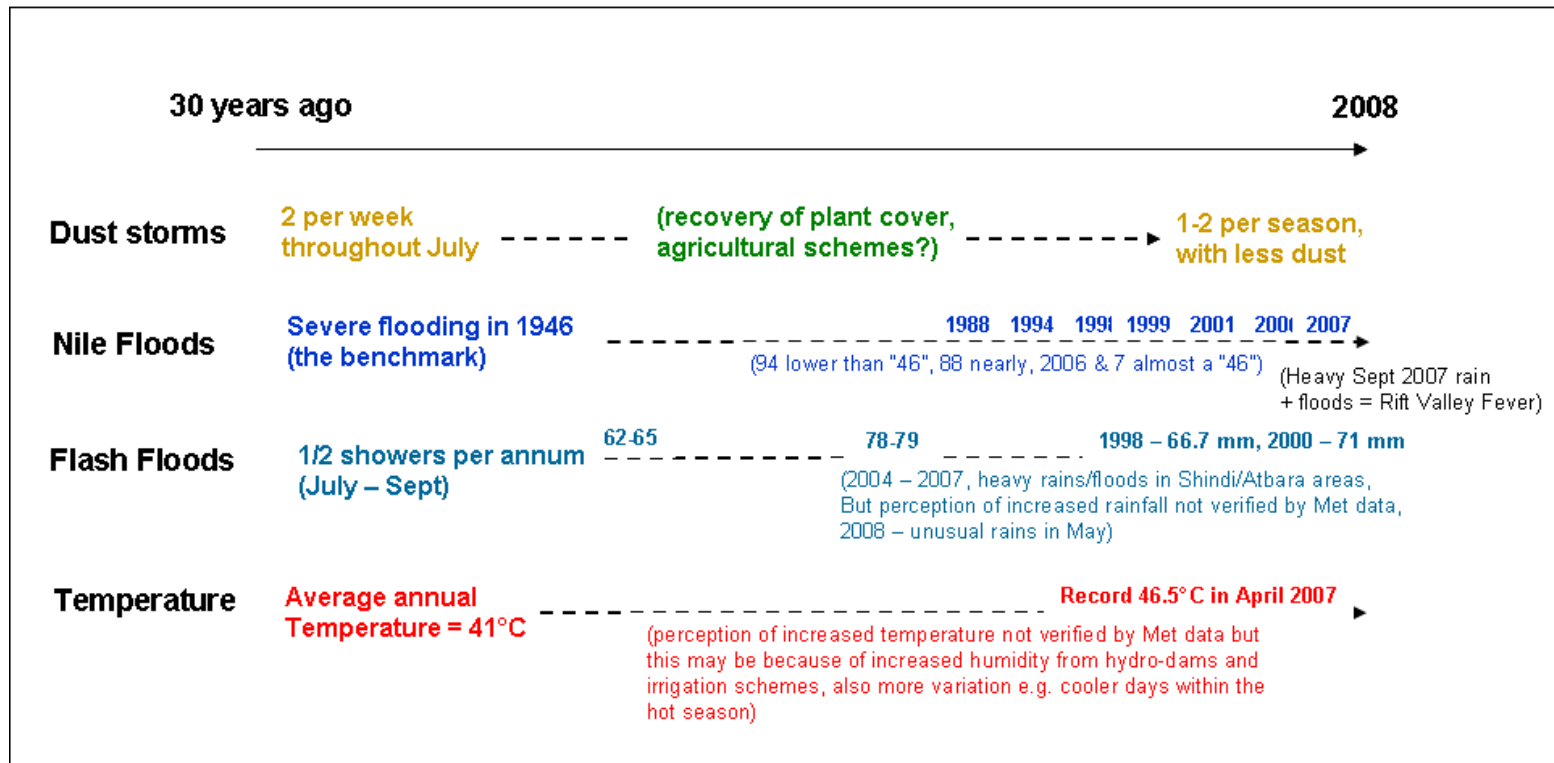 30 years ago
2008
Dust storms
2 per week
throughout July
(recovery of plant cover,
agricultural schemes?)
1-2 per season,
with less dust
Nile Floods
Severe flooding in 1946
(the benchmark)
1988 1994 199 1999 2001 200 2007
(94 lower than "46", 88 nearly, 2006 & 7 almost a "46")
(Heavy Sept 2007 rain
+ floods = Rift Valley Fever)
Flash Floods
1/2 showers per annum
(July – Sept)
62-65
78-79
1998 – 66.7 mm, 2000 – 71 mm
(2004 – 2007, heavy rains/floods in Shindi/Atbara areas,
But perception of increased rainfall not verified by Met data,
2008 – unusual rains in May)
Temperature
Average annual
Temperature = 41°C
Record 46.5°C in April 2007
(perception of increased temperature not verified by Met data but
this may be because of increased humidity from hydro-dams and
irrigation schemes, also more variation e.g. cooler days within the
hot season)